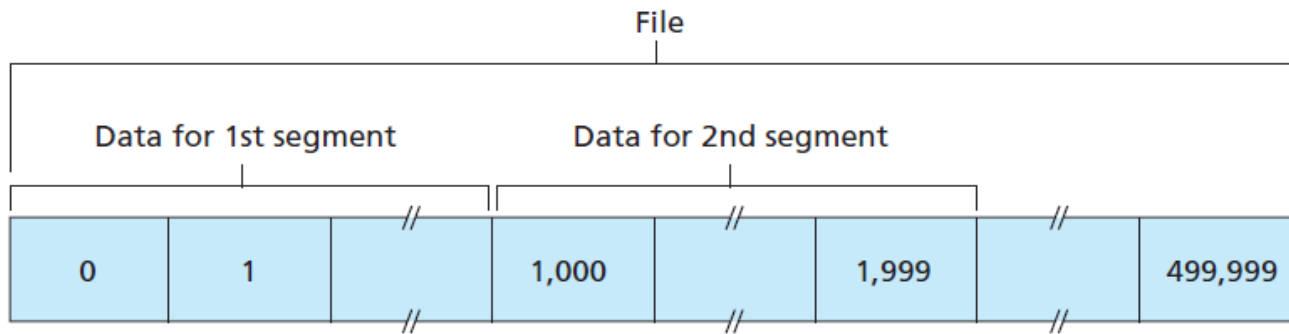 File
Data for 1st segment Data for 2nd segment
0 1 1,000 1,999 499,999